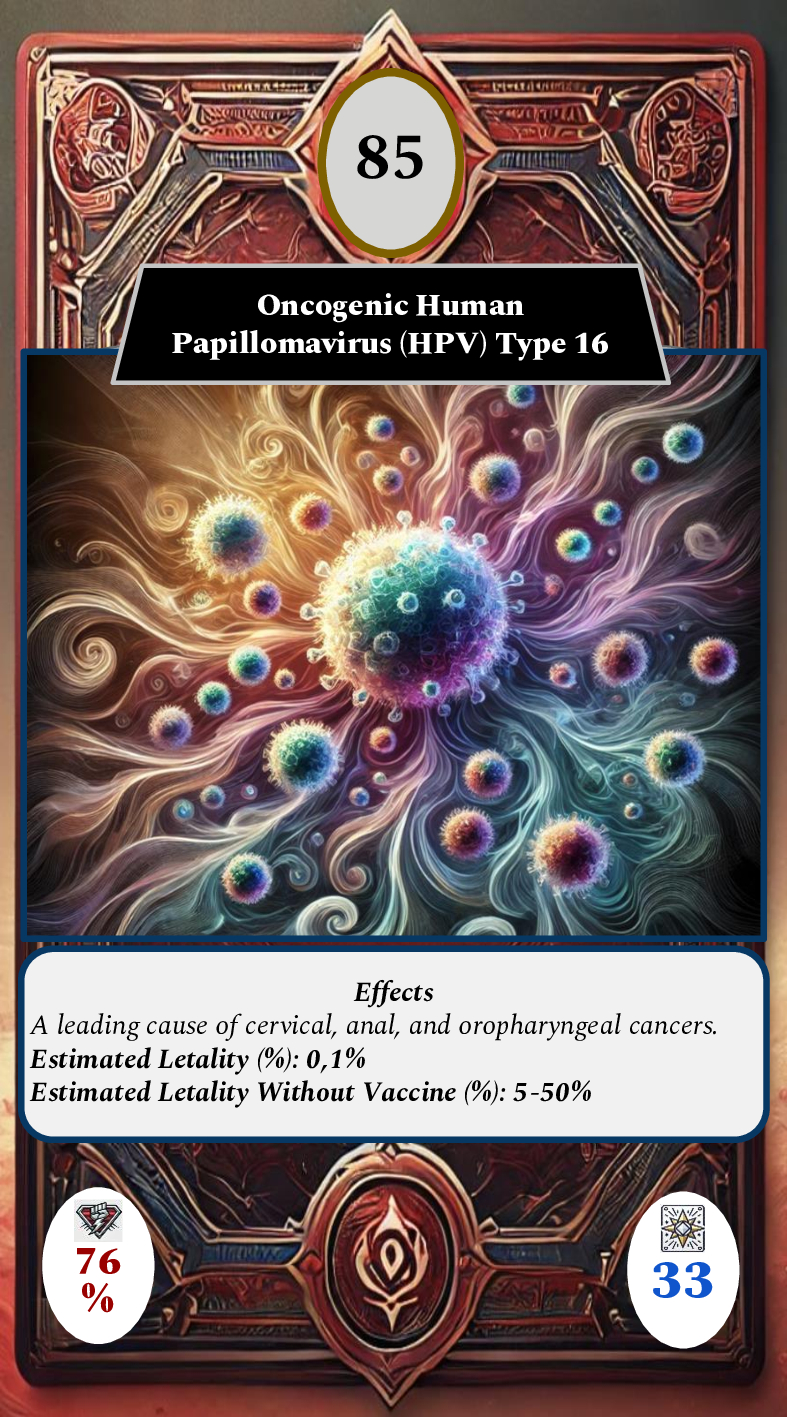 85
Oncogenic Human
Papillomavirus (HPV) Type 16
Effects
A leading cause of cervical, anal, and oropharyngeal cancers.
Estimated Letality (%): 0,1%
Estimated Letality Without Vaccine (%): 5-50%
76
%
33